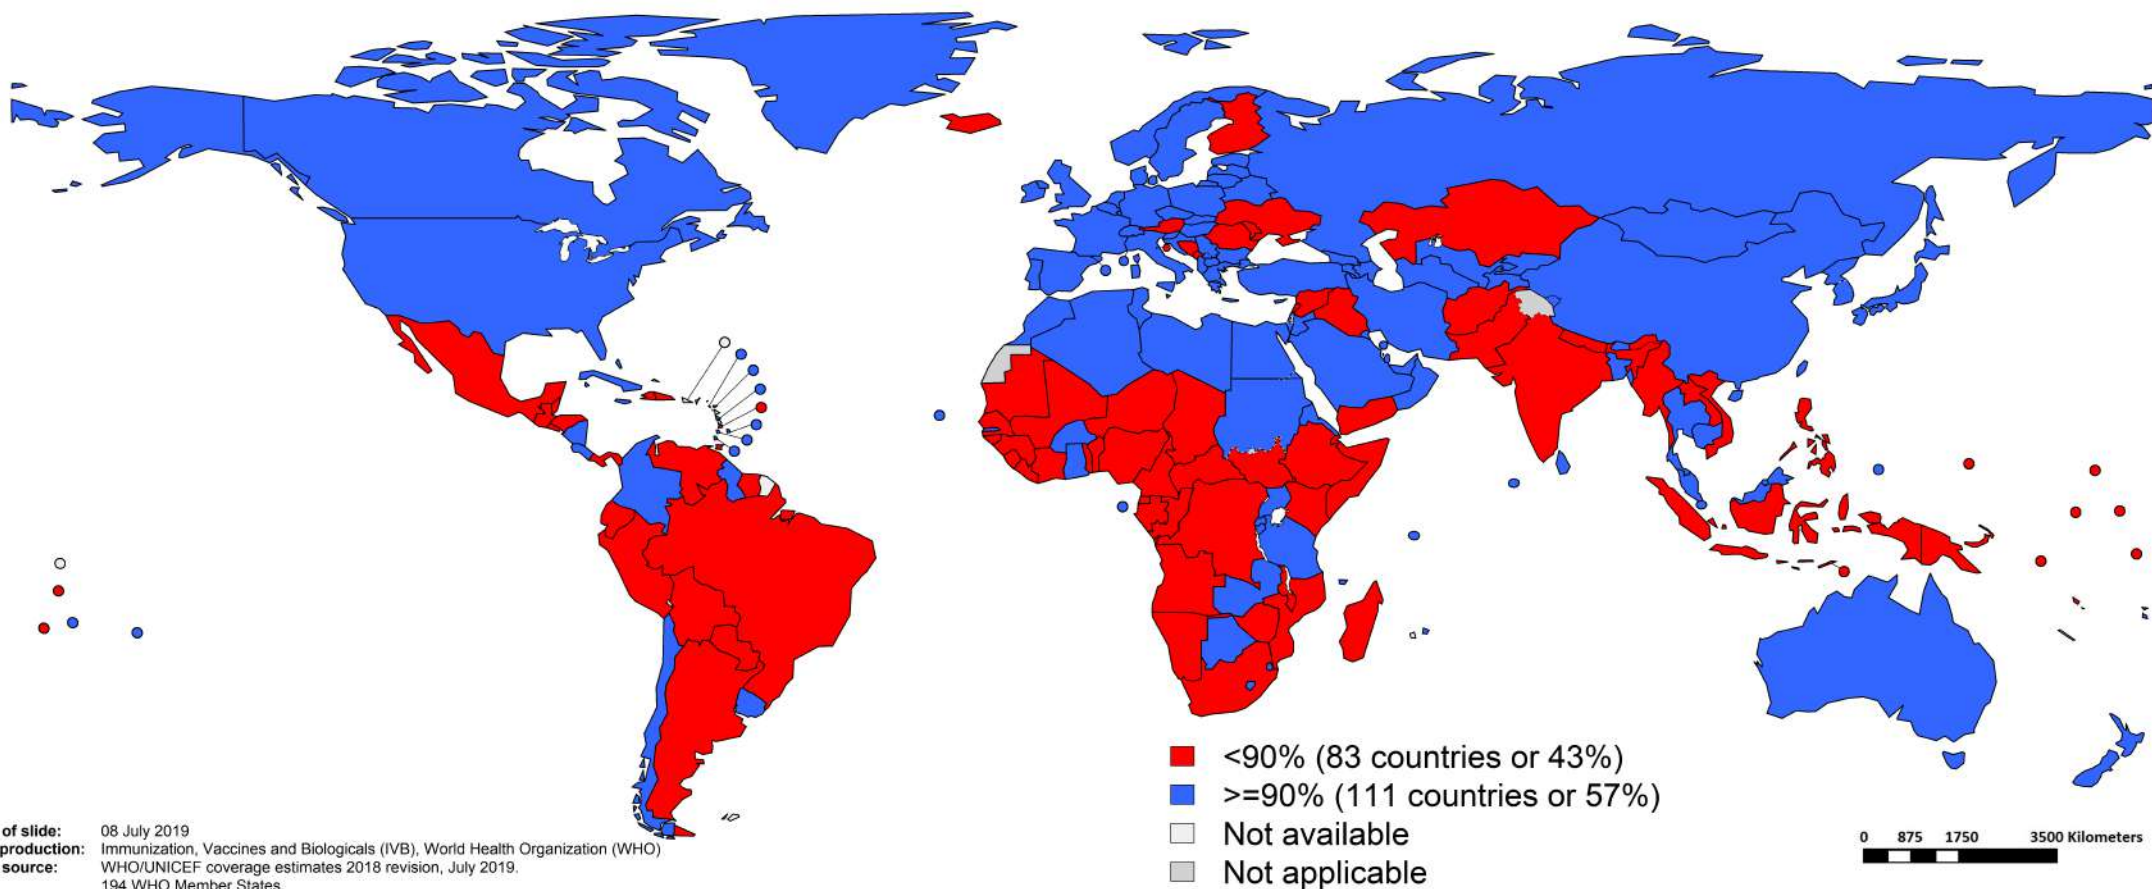 <90% (83 countries or 43%)
>=90% (111 countries or 57%)
Not available
Not applicable
0 875 1750 3500 Kilometers
of slide: 08 July 2019
production: Immunization, Vaccines and Biologicals (IVB), World Health Organization (WHO)
source: WHO/UNICEF coverage estimates 2018 revision, July 2019.
194 WHO Member States